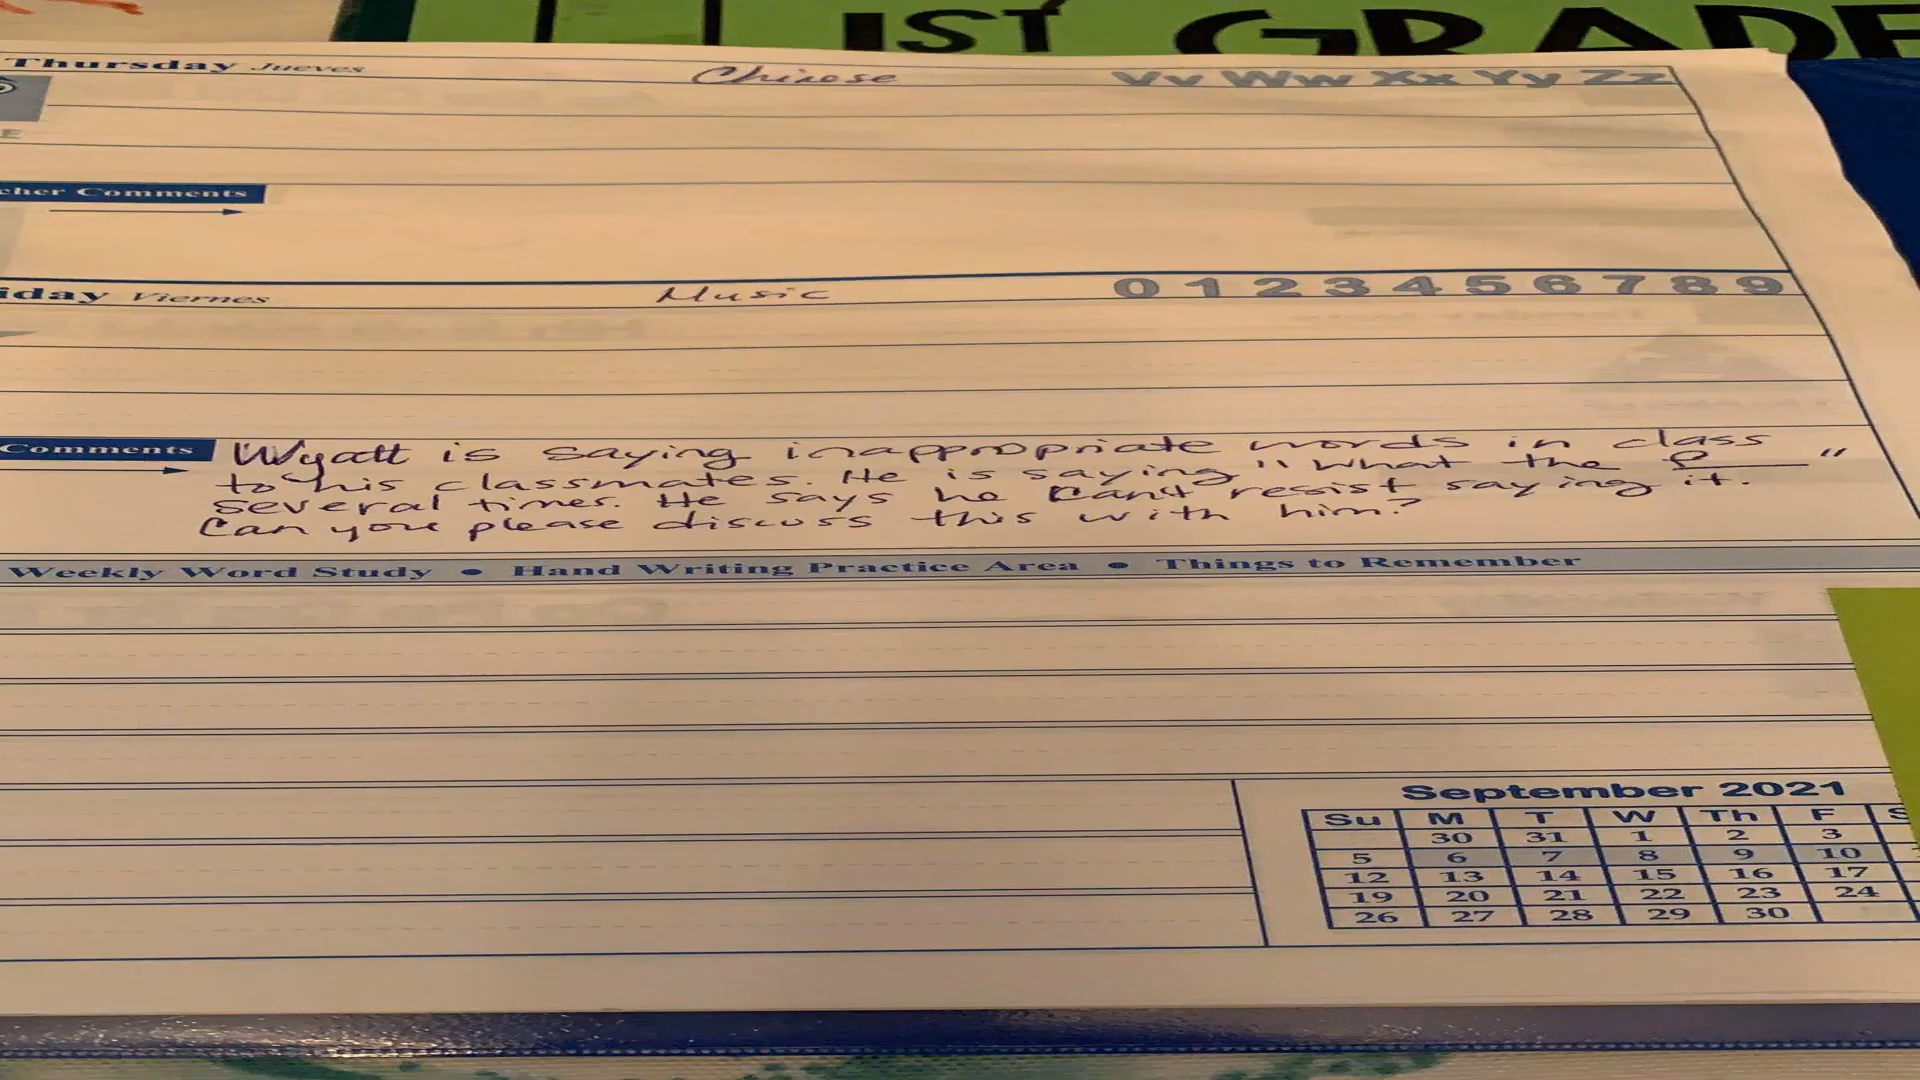 1ST GRADE
Thursday Jueves Chinese Vv Ww Xx Yy Zz
E
cher Comments
iday Viernes Music 0 1 2 3 4 5 6 7 8 9
Comments
Wyatt is saying inappropriate words in class
to his classmates. He is saying "What the f____"
several times. He says he can't resist saying it.
Can you please discuss this with him?
Weekly Word Study • Hand Writing Practice Area • Things to Remember
September 2021
Su M T W Th F S
30 31 1 2 3
5 6 7 8 9 10
12 13 14 15 16 17
19 20 21 22 23 24
26 27 28 29 30